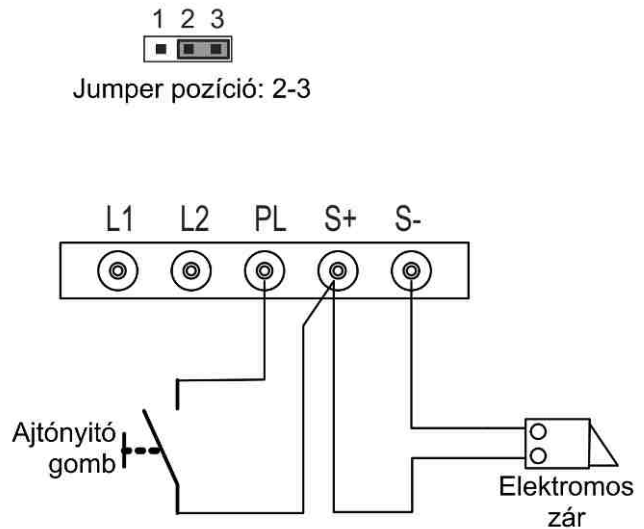 1 2 3
Jumper pozíció: 2-3
L1 L2 PL S+ S-
Ajtónyitó
gomb
Elektromos
zár